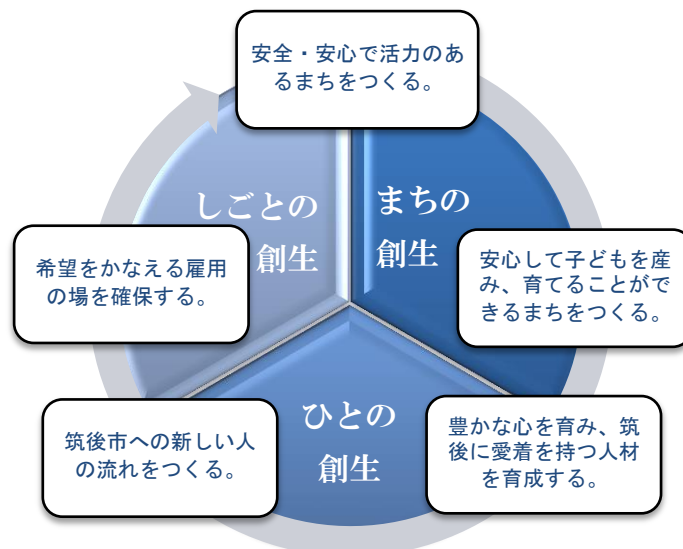 安全・安心で活力のあ
るまちをつくる。
しごとの
創生
まちの
創生
希望をかなえる雇用
の場を確保する。
安心して子どもを産
み、育てることがで
きるまちをつくる。
ひとの
創生
筑後市への新しい人
の流れをつくる。
豊かな心を育み、筑
後に愛着を持つ人材
を育成する。